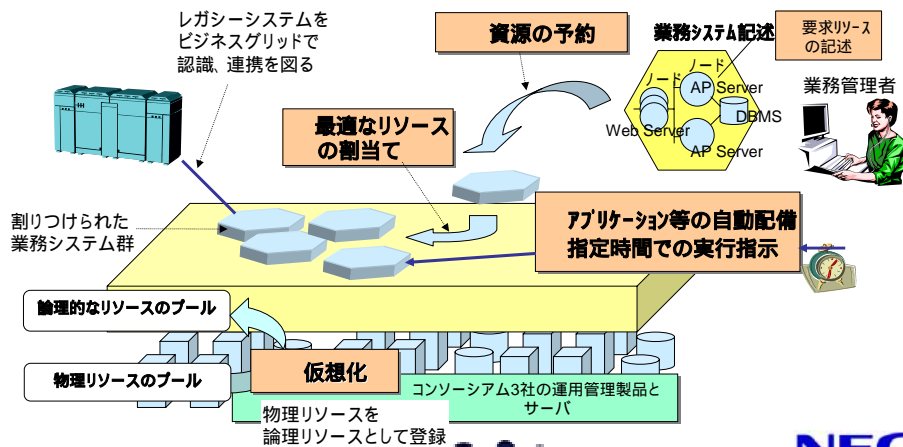 レガシーシステムを
ビジネスグリッドで
認識、連携を図る
資源の予約
業務システム記述
要求リソース
の記述
ノード
ノード
AP Server
DBMS
Web Server
AP Server
業務管理者
最適なリソース
の割当て
割りつけられた
業務システム群
アプリケーション等の自動配備
指定時間での実行指示
論理的なリソースのプール
物理リソースのプール
仮想化
コンソーシアム3社の運用管理製品と
サーバ
物理リソースを
論理リソースとして登録
NEC